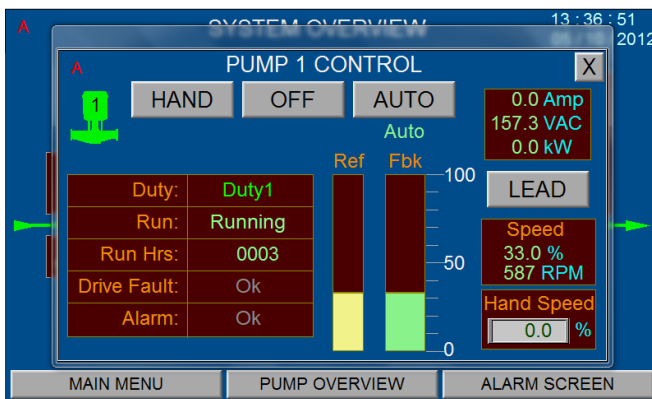 A
SYSTEM OVERVIEW
13 : 36 : 51
2012
A
PUMP 1 CONTROL
X
1
HAND
OFF
AUTO
Auto
0.0 Amp
157.3 VAC
0.0 kW
Ref
Fbk
100
50
0
LEAD
Duty: Duty1
Run: Running
Run Hrs: 0003
Drive Fault: Ok
Alarm: Ok
Speed
33.0 %
587 RPM
Hand Speed
0.0 %
MAIN MENU
PUMP OVERVIEW
ALARM SCREEN